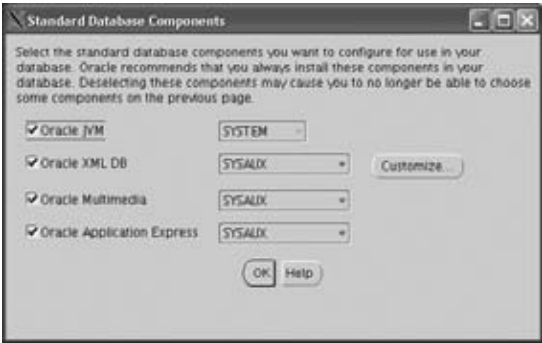 Standard Database Components
Select the standard database components you want to configure for use in your
database. Oracle recommends that you always install these components in your
database. Deselecting these components may cause you to no longer be able to choose
some components on the previous page.
Oracle JVM SYSTEM
Oracle XML DB SYSAUX Customize...
Oracle Multimedia SYSAUX
Oracle Application Express SYSAUX
OK Help